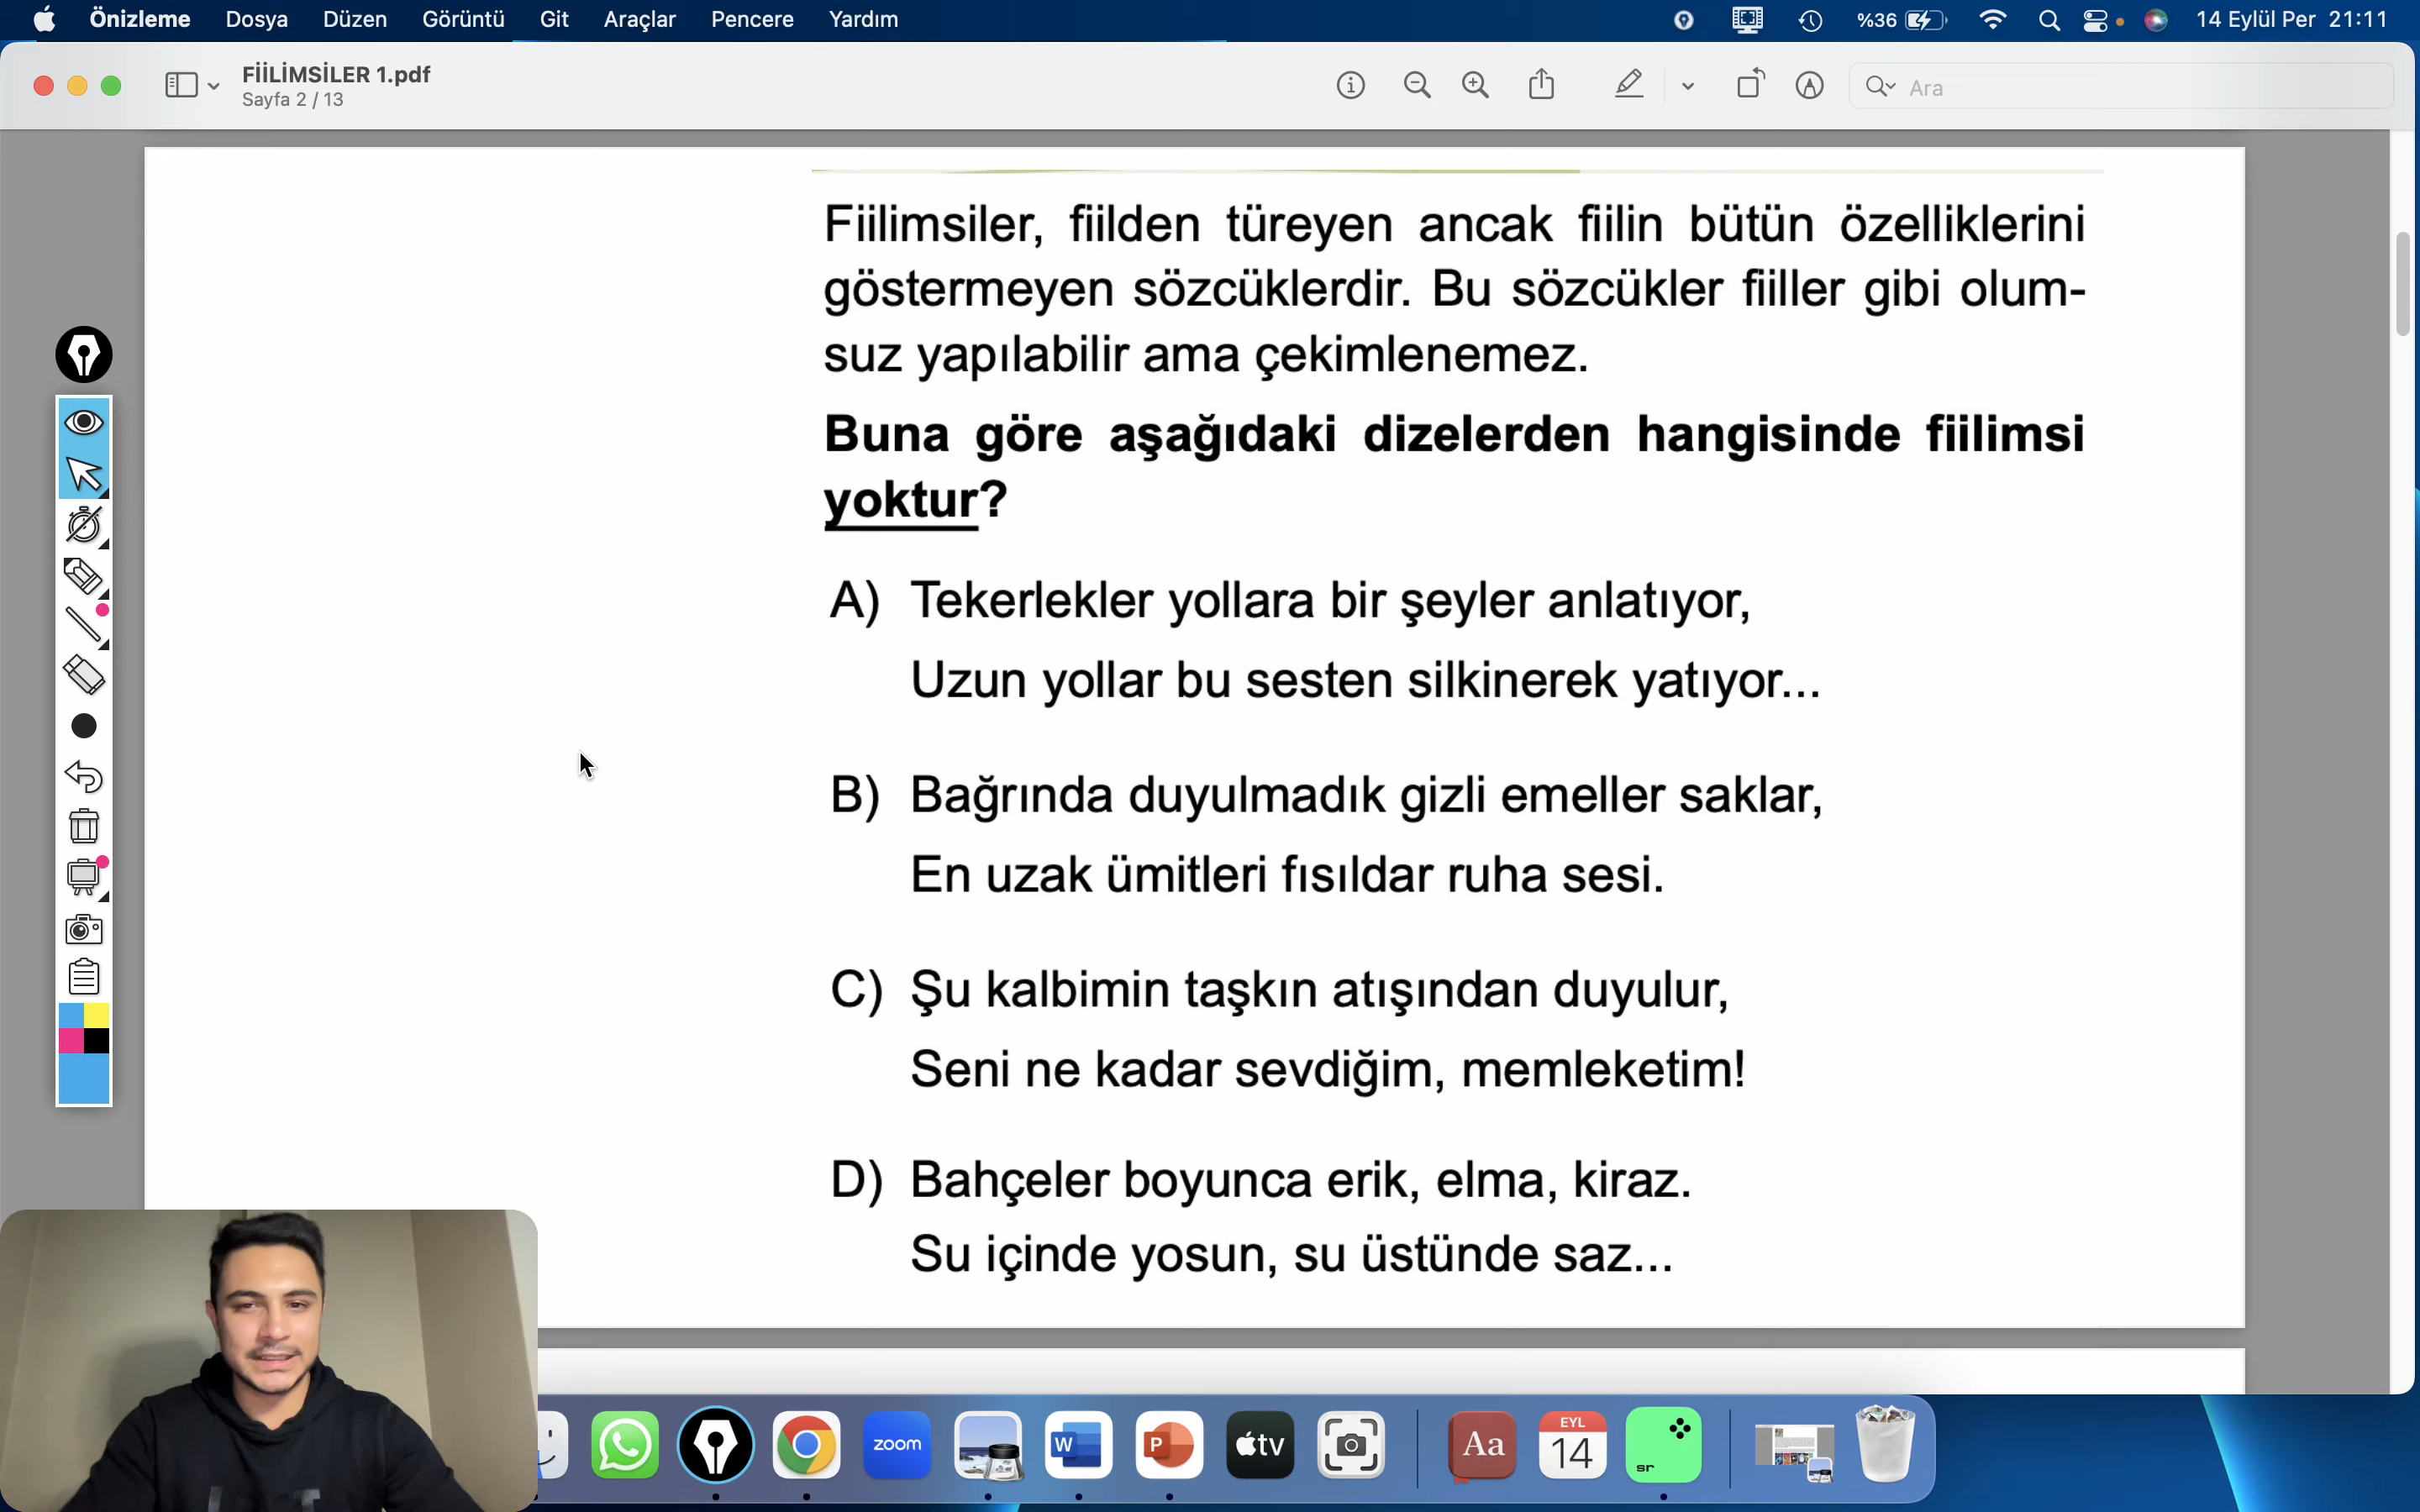 Önizleme Dosya Düzen Görüntü Git Araçlar Pencere Yardım %36 14 Eylül Per 21:11
FİİLİMSİLER 1.pdf
Sayfa 2 / 13
Ara
Fiilimsiler, fiilden türeyen ancak fiilin bütün özelliklerini
göstermeyen sözcüklerdir. Bu sözcükler fiiller gibi olum-
suz yapılabilir ama çekimlenemez.
Buna göre aşağıdaki dizelerden hangisinde fiilimsi
yoktur?
A) Tekerlekler yollara bir şeyler anlatıyor,
Uzun yollar bu sesten silkinerek yatıyor...
B) Bağrında duyulmadık gizli emeller saklar,
En uzak ümitleri fısıldar ruha sesi.
C) Şu kalbimin taşkın atışından duyulur,
Seni ne kadar sevdiğim, memleketim!
D) Bahçeler boyunca erik, elma, kiraz.
Su içinde yosun, su üstünde saz...
zoom
W
P
tv
Aa
EYL
14
sr